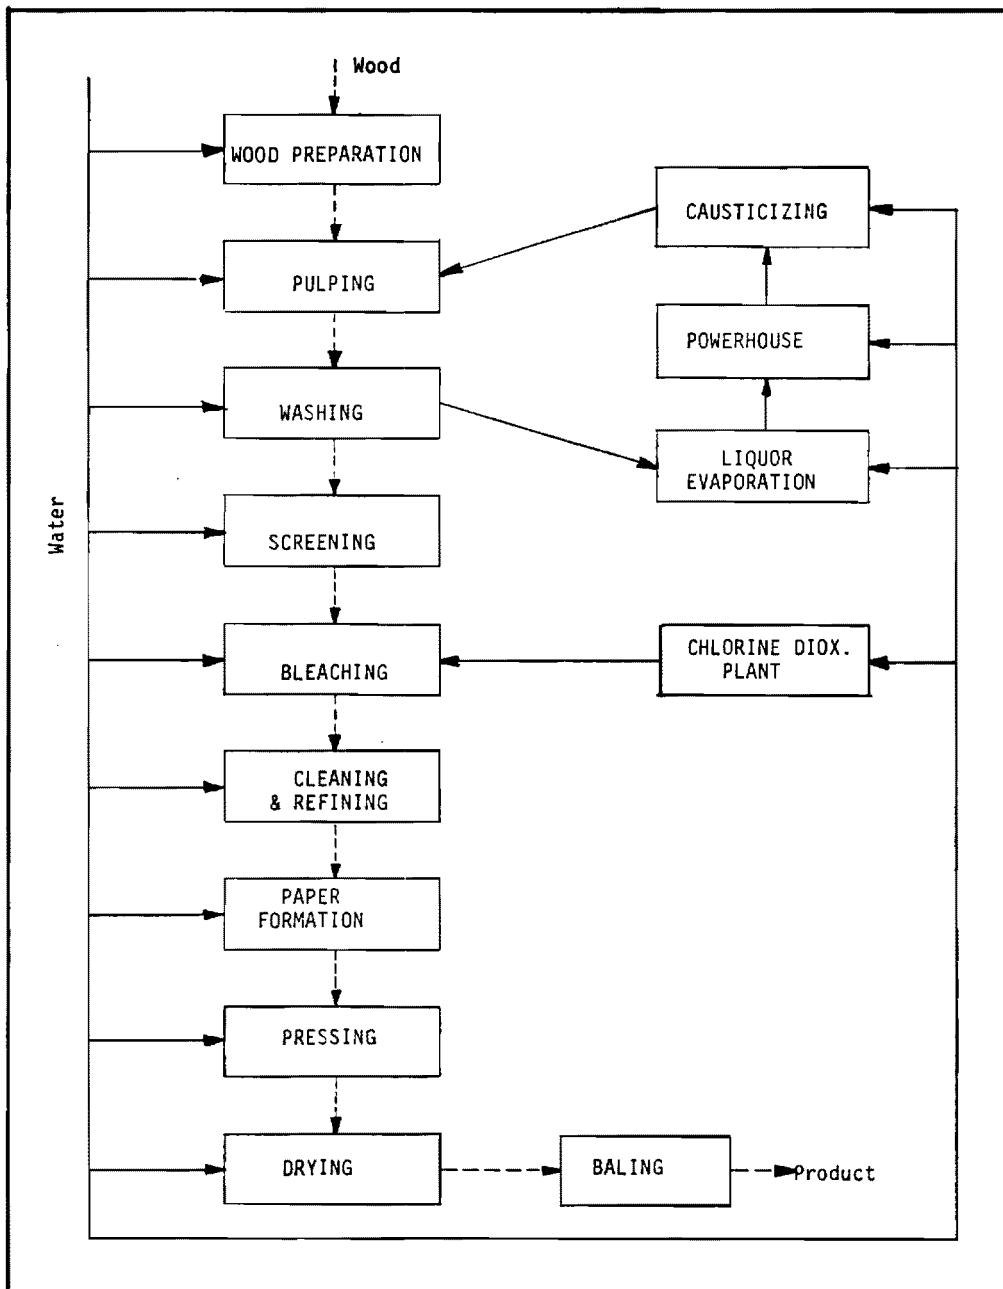 Wood
WOOD PREPARATION
CAUSTICIZING
PULPING
POWERHOUSE
WASHING
LIQUOR
EVAPORATION
Water
SCREENING
CHLORINE DIOX.
PLANT
BLEACHING
CLEANING
& REFINING
PAPER
FORMATION
PRESSING
DRYING
BALING
Product